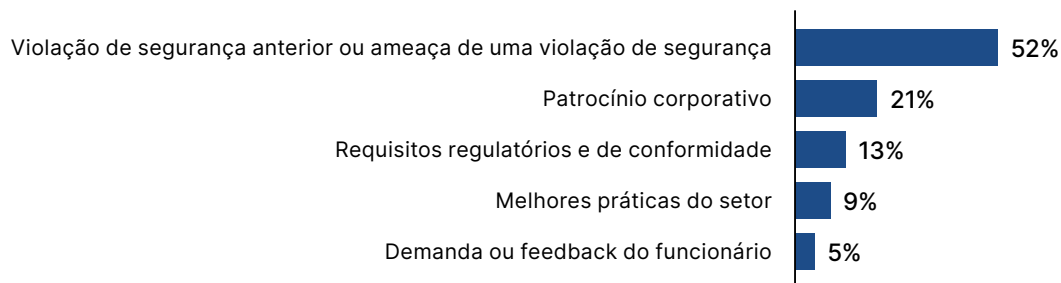 Violação de segurança anterior ou ameaça de uma violação de segurança 52%
Patrocínio corporativo 21%
Requisitos regulatórios e de conformidade 13%
Melhores práticas do setor 9%
Demanda ou feedback do funcionário 5%